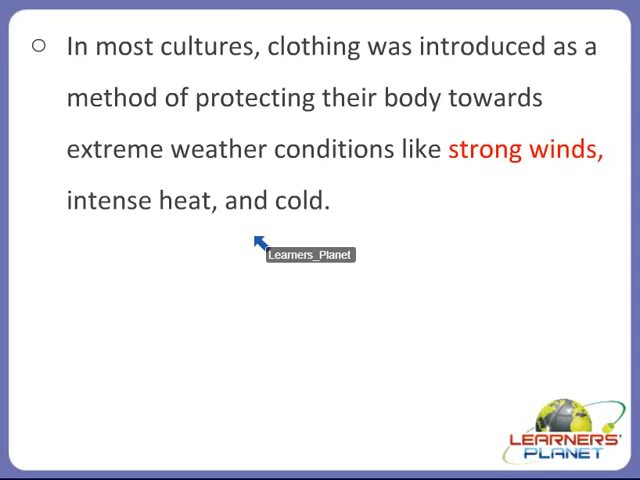 In most cultures, clothing was introduced as a
method of protecting their body towards
extreme weather conditions like strong winds,
intense heat, and cold.
Learners_Planet
LEARNERS'
PLANET